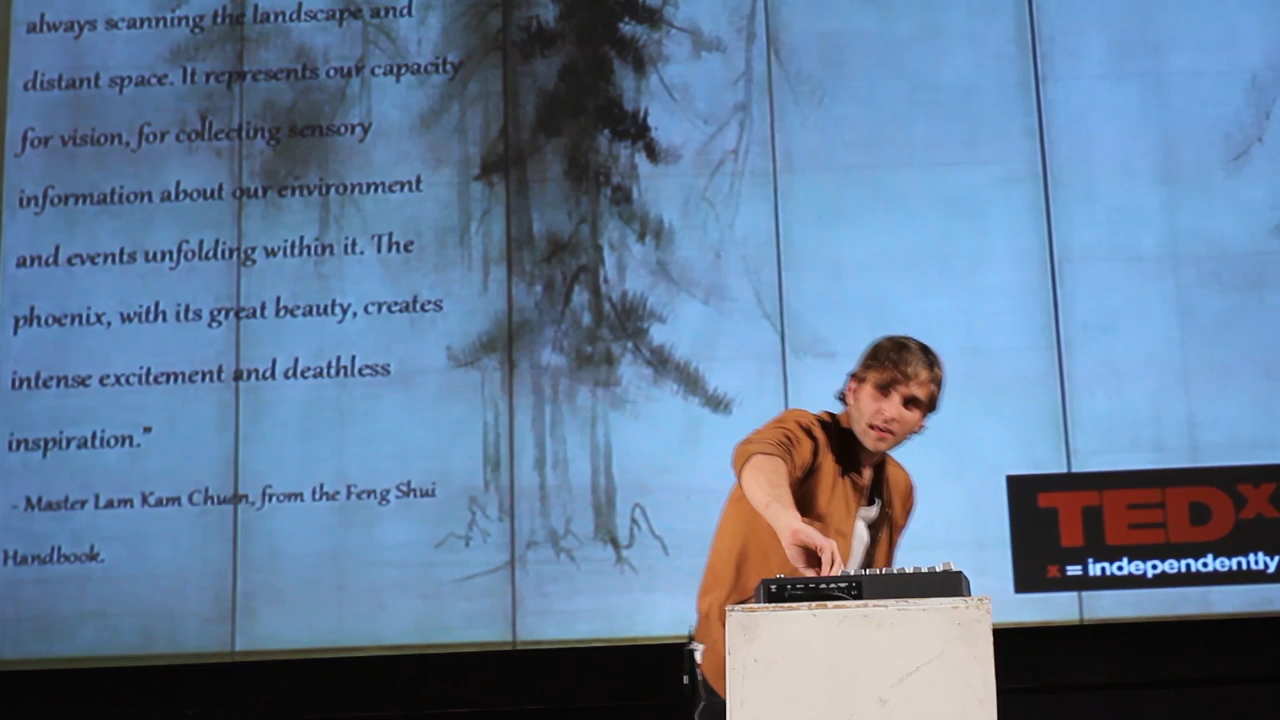 always scanning the landscape and
distant space. It represents our capacity
for vision, for collecting sensory
information about our environment
and events unfolding within it. The
phoenix, with its great beauty, creates
intense excitement and deathless
inspiration.”
- Master Lam Kam Chuen, from the Feng Shui
Handbook.
TEDx
x = independently